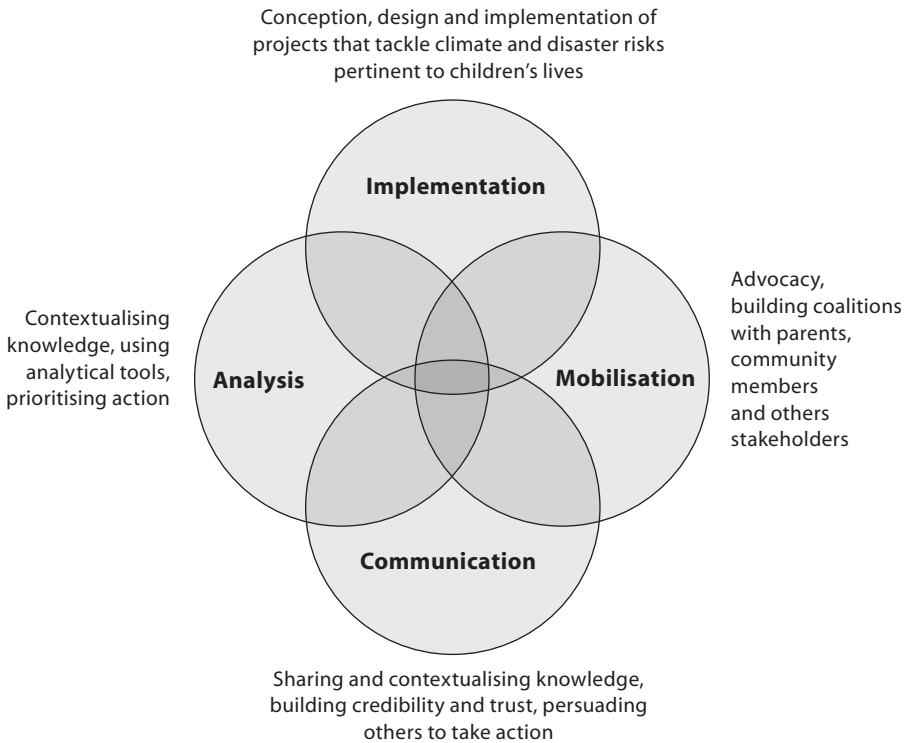 Conception, design and implementation of
projects that tackle climate and disaster risks
pertinent to children’s lives
Implementation
Contextualising
knowledge, using
analytical tools,
prioritising action
Analysis
Mobilisation
Advocacy,
building coalitions
with parents,
community
members
and others
stakeholders
Communication
Sharing and contextualising knowledge,
building credibility and trust, persuading
others to take action